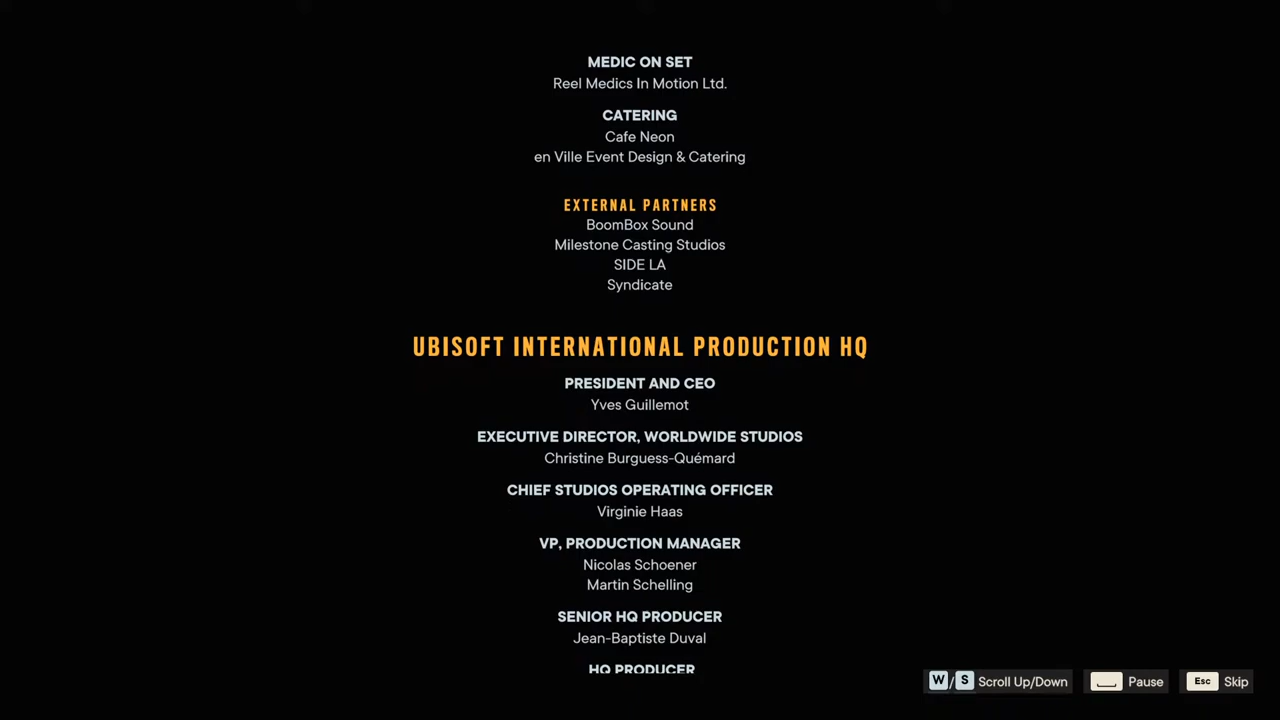 MEDIC ON SET
Reel Medics In Motion Ltd.
CATERING
Cafe Neon
en Ville Event Design & Catering
EXTERNAL PARTNERS
BoomBox Sound
Milestone Casting Studios
SIDE LA
Syndicate
UBISOFT INTERNATIONAL PRODUCTION HQ
PRESIDENT AND CEO
Yves Guillemot
EXECUTIVE DIRECTOR, WORLDWIDE STUDIOS
Christine Burguess-Quémard
CHIEF STUDIOS OPERATING OFFICER
Virginie Haas
VP, PRODUCTION MANAGER
Nicolas Schoener
Martin Schelling
SENIOR HQ PRODUCER
Jean-Baptiste Duval
HQ PRODUCER
W/S Scroll Up/Down Pause Esc Skip